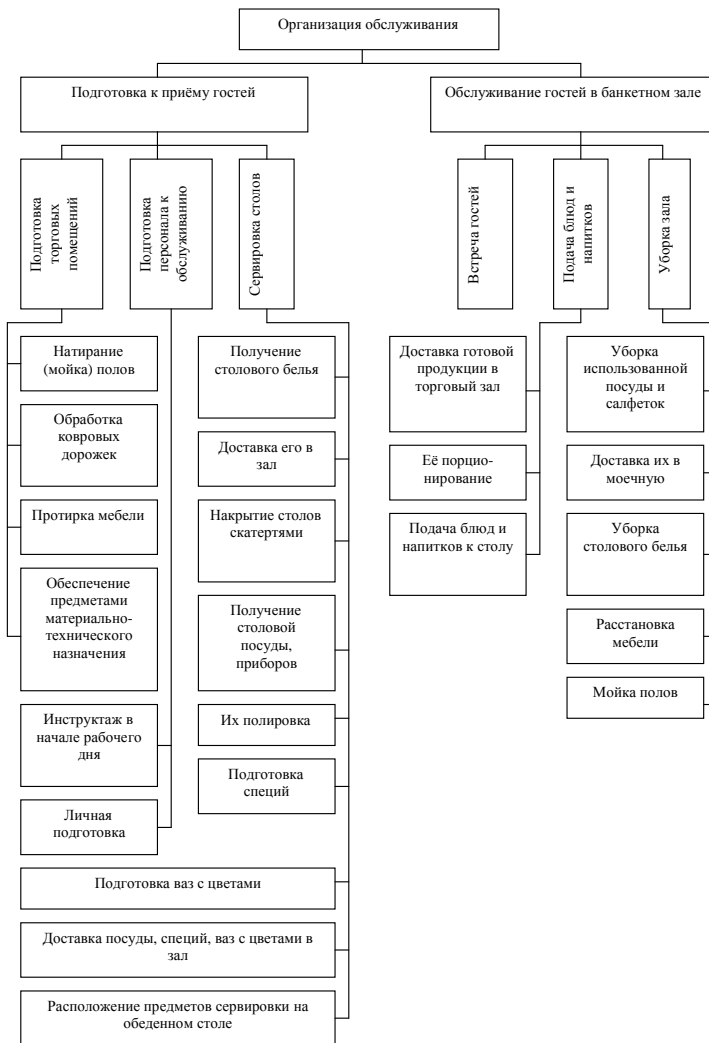 Организация обслуживания
Подготовка к приёму гостей
Обслуживание гостей в банкетном зале
Подготовка
торговых
помещений
Подготовка
персонала к
обслуживанию
Сервировка столов
Встреча гостей
Подача блюд и
напитков
Уборка зала
Натирание
(мойка) полов
Обработка
ковровых
дорожек
Протирка мебели
Обеспечение
предметами
материально-
технического
назначения
Инструктаж в
начале рабочего
дня
Личная
подготовка
Получение
столового белья
Доставка его в
зал
Накрытие столов
скатертями
Получение
столовой
посуды,
приборов
Их полировка
Подготовка
специй
Подготовка ваз с цветами
Доставка посуды, специй, ваз с цветами в
зал
Расположение предметов сервировки на
обеденном столе
Доставка готовой
продукции в
торговый зал
Её порцио-
нирование
Подача блюд и
напитков к столу
Уборка
использованной
посуды и
салфеток
Доставка их в
моечную
Уборка
столового белья
Расстановка
мебели
Мойка полов